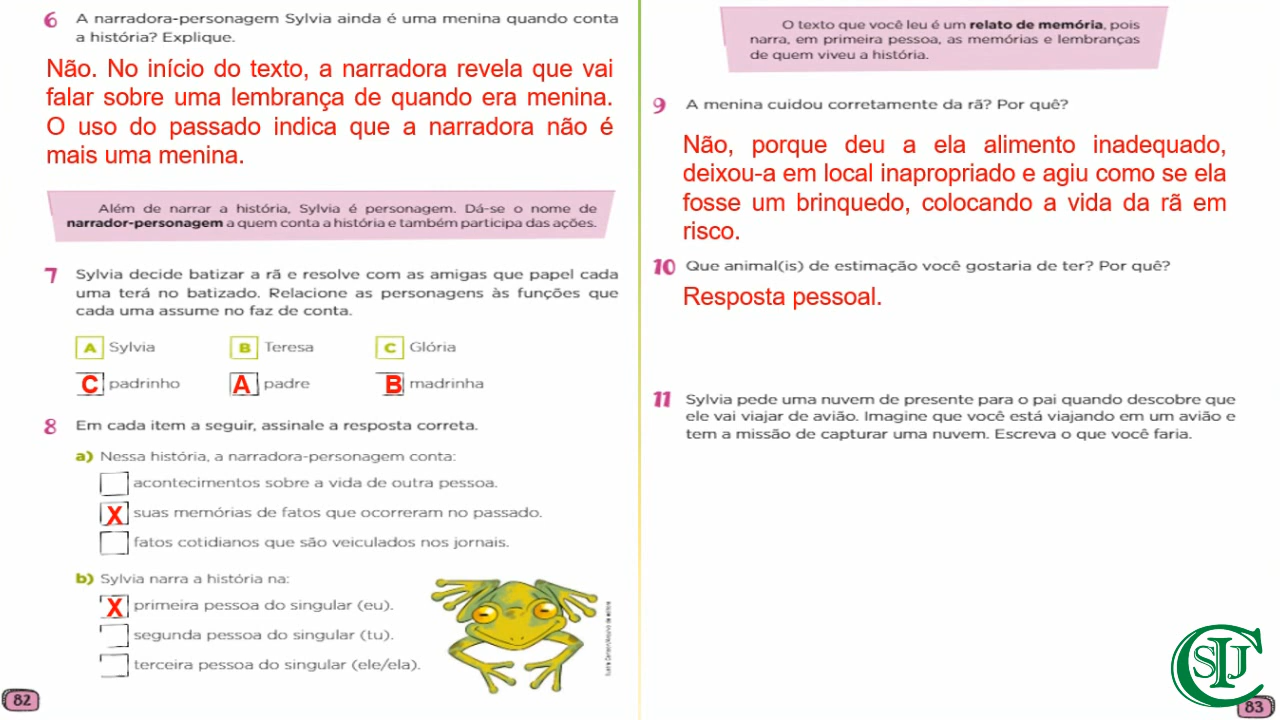 6 A narradora-personagem Sylvia ainda é uma menina quando conta
a história? Explique.
Não. No início do texto, a narradora revela que vai
falar sobre uma lembrança de quando era menina.
O uso do passado indica que a narradora não é
mais uma menina.
Além de narrar a história, Sylvia é personagem. Dá-se o nome de
narrador-personagem a quem conta a história e também participa das ações.
7 Sylvia decide batizar a rã e resolve com as amigas que papel cada
uma terá no batizado. Relacione as personagens às funções que
cada uma assume no faz de conta.
A Sylvia B Teresa C Glória
C padrinho A padre B madrinha
8 Em cada item a seguir, assinale a resposta correta.
a) Nessa história, a narradora-personagem conta:
acontecimentos sobre a vida de outra pessoa.
X suas memórias de fatos que ocorreram no passado.
fatos cotidianos que são veiculados nos jornais.
b) Sylvia narra a história na:
X primeira pessoa do singular (eu).
segunda pessoa do singular (tu).
terceira pessoa do singular (ele/ela).
82
O texto que você leu é um relato de memória, pois
narra, em primeira pessoa, as memórias e lembranças
de quem viveu a história.
9 A menina cuidou corretamente da rã? Por quê?
Não, porque deu a ela alimento inadequado,
deixou-a em local inapropriado e agiu como se ela
fosse um brinquedo, colocando a vida da rã em
risco.
10 Que animal(is) de estimação você gostaria de ter? Por quê?
Resposta pessoal.
11 Sylvia pede uma nuvem de presente para o pai quando descobre que
ele vai viajar de avião. Imagine que você está viajando em um avião e
tem a missão de capturar uma nuvem. Escreva o que você faria.
83